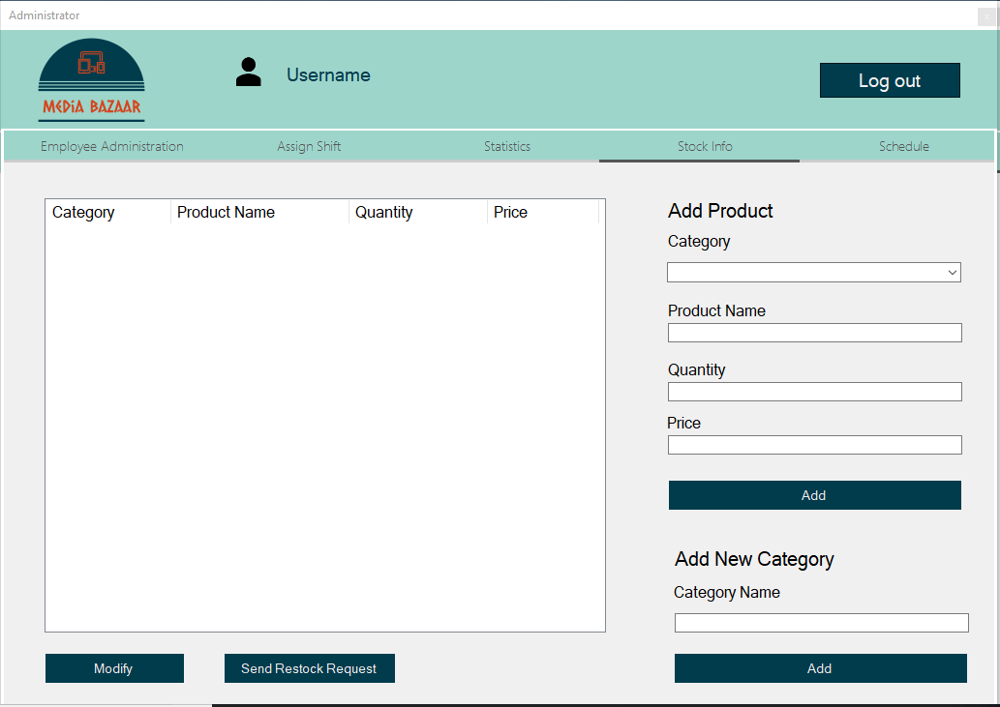 Administrator
MEDiA BAZAAR
Username
Log out
Employee Administration
Assign Shift
Statistics
Stock Info
Schedule
Category
Product Name
Quantity
Price
Add Product
Category
Product Name
Quantity
Price
Add
Add New Category
Category Name
Modify
Send Restock Request
Add